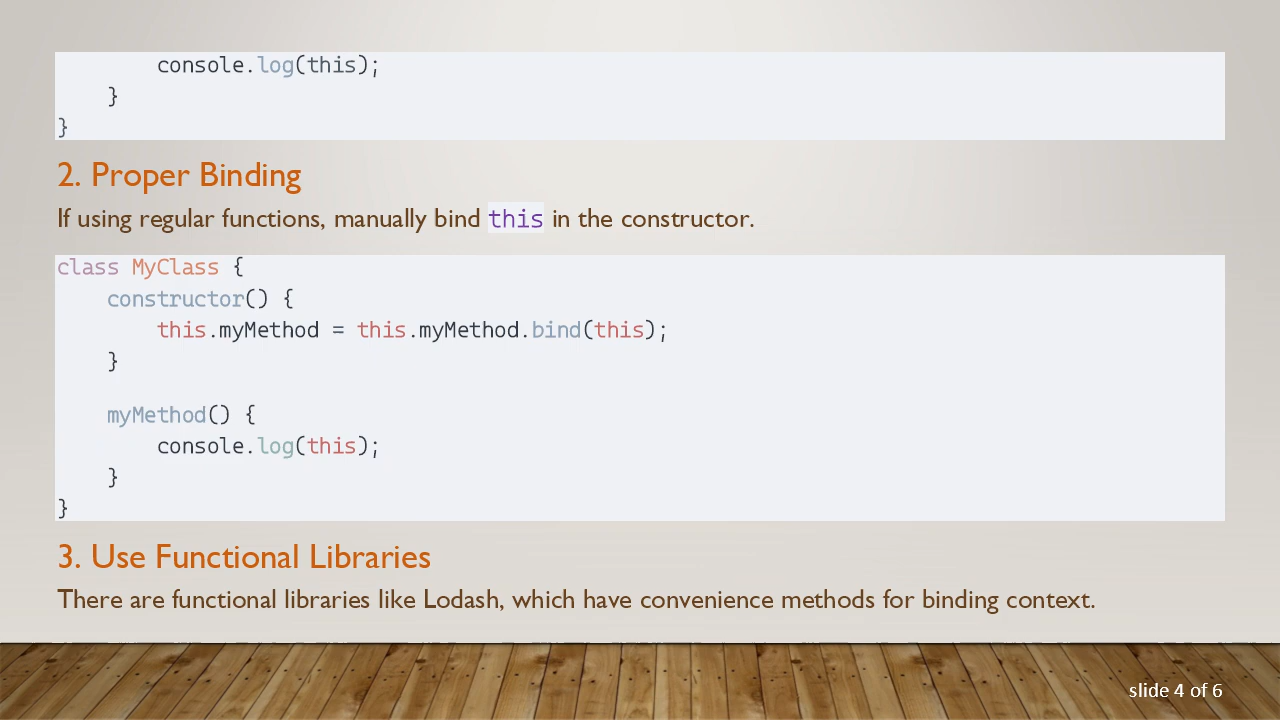 console.log(this);
    }
}
2. Proper Binding
If using regular functions, manually bind this in the constructor.
class MyClass {
    constructor() {
        this.myMethod = this.myMethod.bind(this);
    }
    myMethod() {
        console.log(this);
    }
}
3. Use Functional Libraries
There are functional libraries like Lodash, which have convenience methods for binding context.
slide 4 of 6